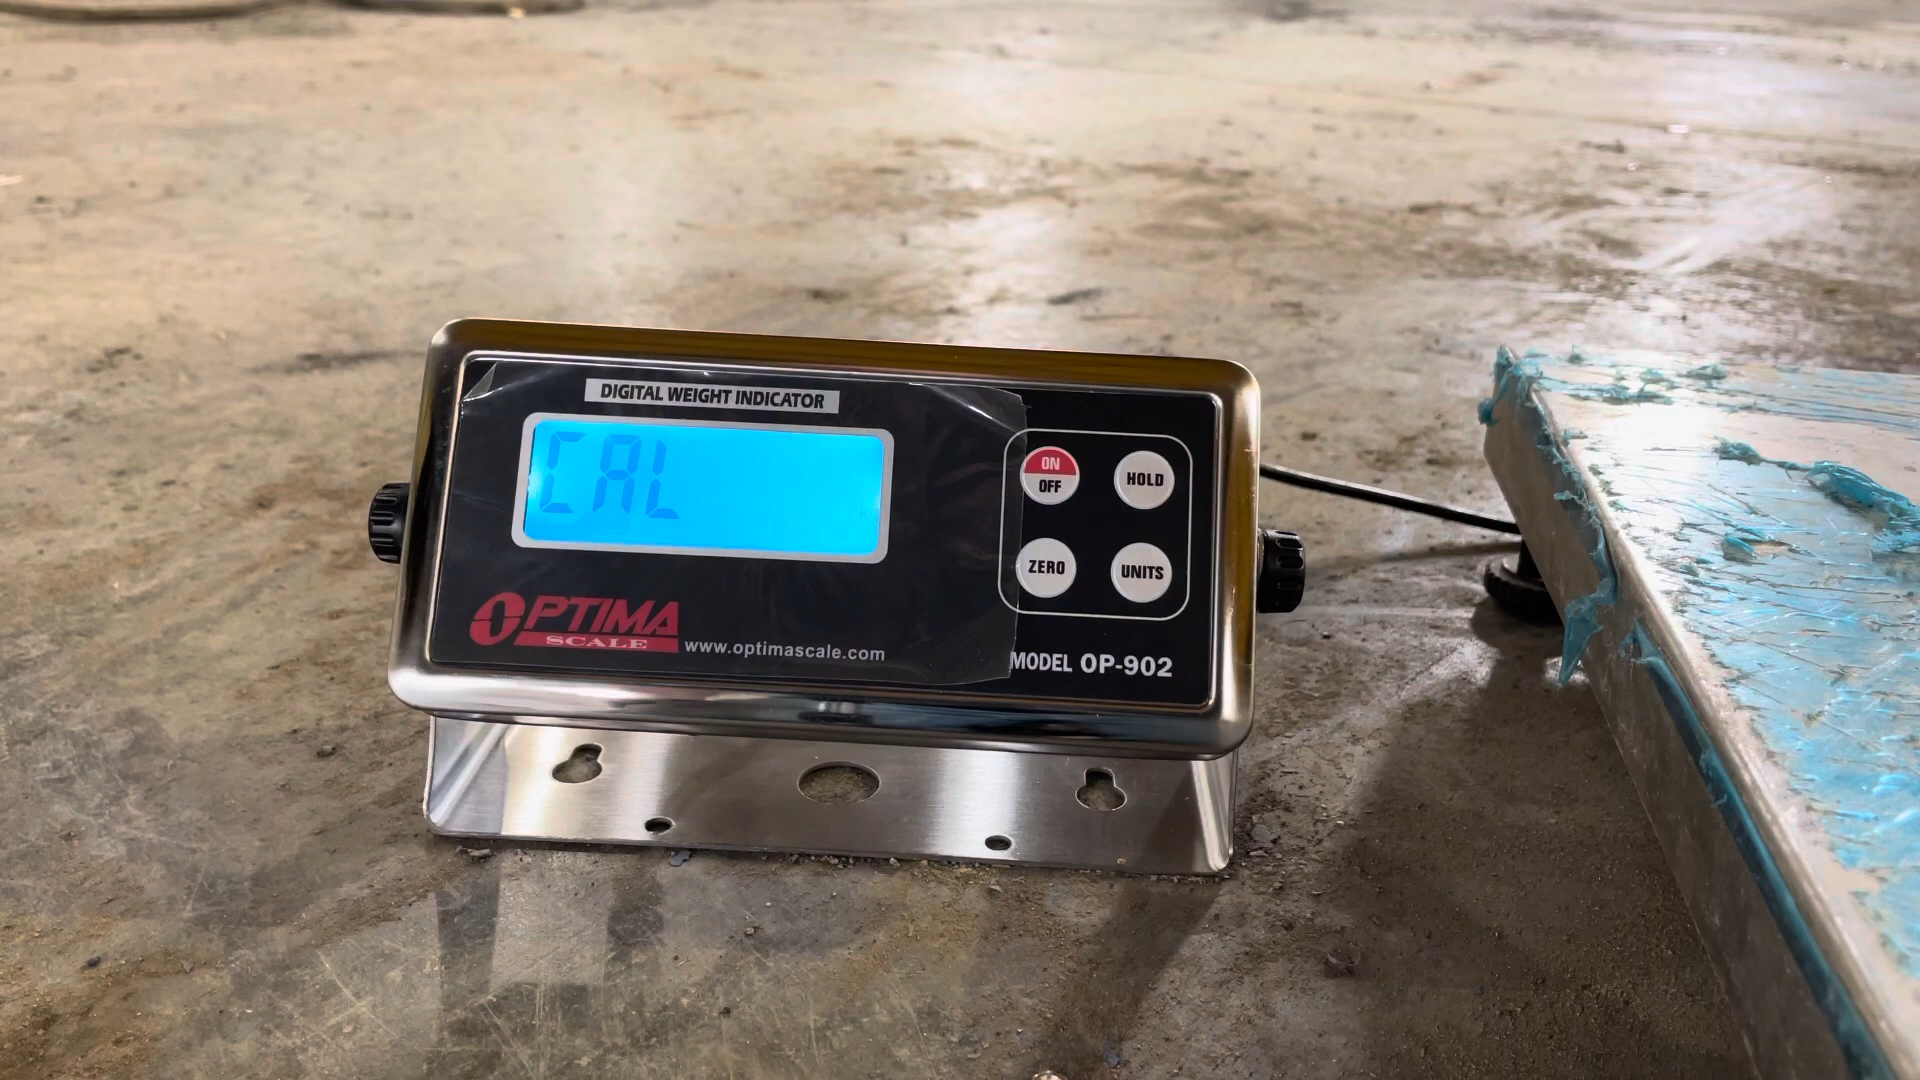 DIGITAL WEIGHT INDICATOR
CAL
ON
OFF
HOLD
ZERO
UNITS
OPTIMA
SCALE
www.optimascale.com
MODEL OP-902